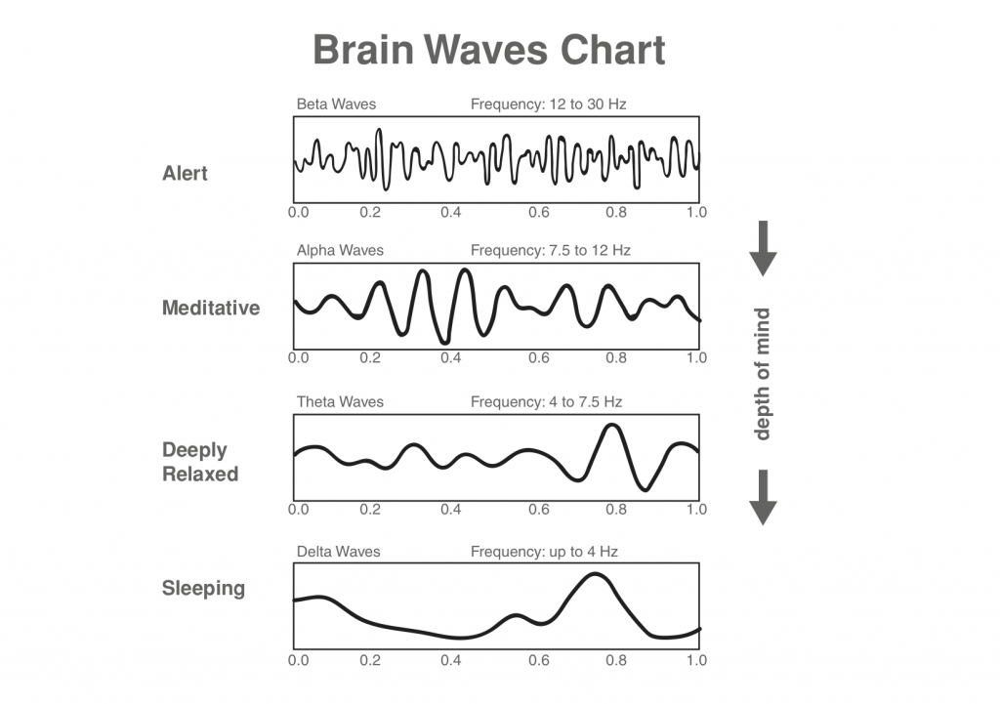 Brain Waves Chart
Beta Waves Frequency: 12 to 30 Hz
Alert
0.0 0.2 0.4 0.6 0.8 1.0
Alpha Waves Frequency: 7.5 to 12 Hz
Meditative
0.0 0.2 0.4 0.6 0.8 1.0
depth of mind
Theta Waves Frequency: 4 to 7.5 Hz
Deeply
Relaxed
0.0 0.2 0.4 0.6 0.8 1.0
Delta Waves Frequency: up to 4 Hz
Sleeping
0.0 0.2 0.4 0.6 0.8 1.0